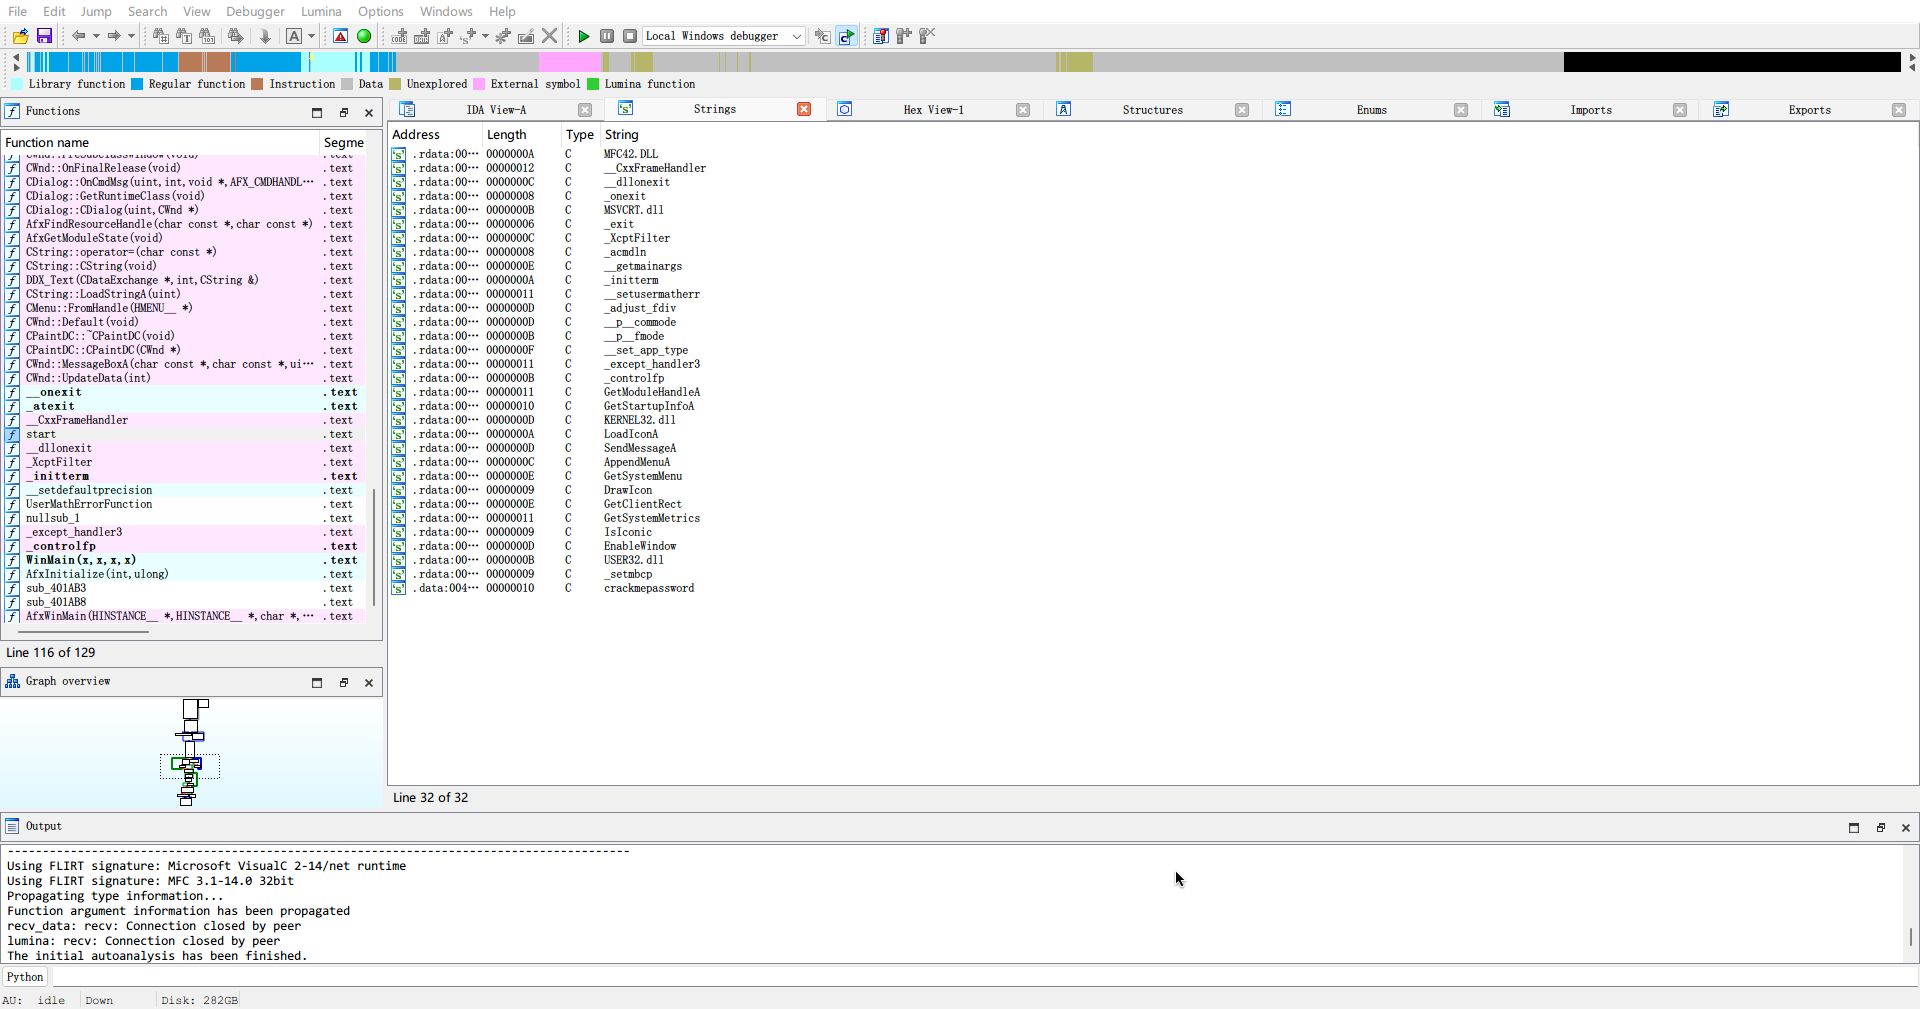 File Edit Jump Search View Debugger Lumina Options Windows Help
Local Windows debugger
Library function Regular function Instruction Data Unexplored External symbol Lumina function
Functions
Function name Segme
CWnd::OnFinalRelease(void) .text
CDialog::OnCmdMsg(uint,int,void *,AFX_CMDHANDL⋯ .text
CDialog::GetRuntimeClass(void) .text
CDialog::CDialog(uint,CWnd *) .text
AfxFindResourceHandle(char const *,char const *) .text
AfxGetModuleState(void) .text
CString::operator=(char const *) .text
CString::CString(void) .text
DDX_Text(CDataExchange *,int,CString &) .text
CString::LoadStringA(uint) .text
CMenu::FromHandle(HMENU__ *) .text
CWnd::Default(void) .text
CPaintDC::~CPaintDC(void) .text
CPaintDC::CPaintDC(CWnd *) .text
CWnd::MessageBoxA(char const *,char const *,ui⋯ .text
CWnd::UpdateData(int) .text
__onexit .text
_atexit .text
__CxxFrameHandler .text
start .text
__dllonexit .text
_XcptFilter .text
_initterm .text
__setdefaultprecision .text
UserMathErrorFunction .text
nullsub_1 .text
_except_handler3 .text
_controlfp .text
WinMain(x,x,x,x) .text
AfxInitialize(int,ulong) .text
sub_401AB3 .text
sub_401AB8 .text
AfxWinMain(HINSTANCE__ *,HINSTANCE__ *,char *,⋯ .text
Line 116 of 129
Graph overview
IDA View-A Strings Hex View-1 Structures Enums Imports Exports
Address Length Type String
.rdata:00⋯ 0000000A C MFC42.DLL
.rdata:00⋯ 00000012 C __CxxFrameHandler
.rdata:00⋯ 0000000C C __dllonexit
.rdata:00⋯ 00000008 C _onexit
.rdata:00⋯ 0000000B C MSVCRT.dll
.rdata:00⋯ 00000006 C _exit
.rdata:00⋯ 0000000C C _XcptFilter
.rdata:00⋯ 00000008 C _acmdln
.rdata:00⋯ 0000000E C __getmainargs
.rdata:00⋯ 0000000A C _initterm
.rdata:00⋯ 00000011 C __setusermatherr
.rdata:00⋯ 0000000D C _adjust_fdiv
.rdata:00⋯ 0000000D C __p__commode
.rdata:00⋯ 0000000B C __p__fmode
.rdata:00⋯ 0000000F C __set_app_type
.rdata:00⋯ 00000011 C _except_handler3
.rdata:00⋯ 0000000B C _controlfp
.rdata:00⋯ 00000011 C GetModuleHandleA
.rdata:00⋯ 00000010 C GetStartupInfoA
.rdata:00⋯ 0000000D C KERNEL32.dll
.rdata:00⋯ 0000000A C LoadIconA
.rdata:00⋯ 0000000D C SendMessageA
.rdata:00⋯ 0000000C C AppendMenuA
.rdata:00⋯ 0000000E C GetSystemMenu
.rdata:00⋯ 00000009 C DrawIcon
.rdata:00⋯ 0000000E C GetClientRect
.rdata:00⋯ 00000011 C GetSystemMetrics
.rdata:00⋯ 00000009 C IsIconic
.rdata:00⋯ 0000000D C EnableWindow
.rdata:00⋯ 0000000B C USER32.dll
.rdata:00⋯ 00000009 C _setmbcp
.data:004⋯ 00000010 C crackmepassword
Line 32 of 32
Output
-----------------------------------------------------------------------------------------
Using FLIRT signature: Microsoft VisualC 2-14/net runtime
Using FLIRT signature: MFC 3.1-14.0 32bit
Propagating type information...
Function argument information has been propagated
recv_data: recv: Connection closed by peer
lumina: recv: Connection closed by peer
The initial autoanalysis has been finished.
Python
AU: idle Down Disk: 282GB